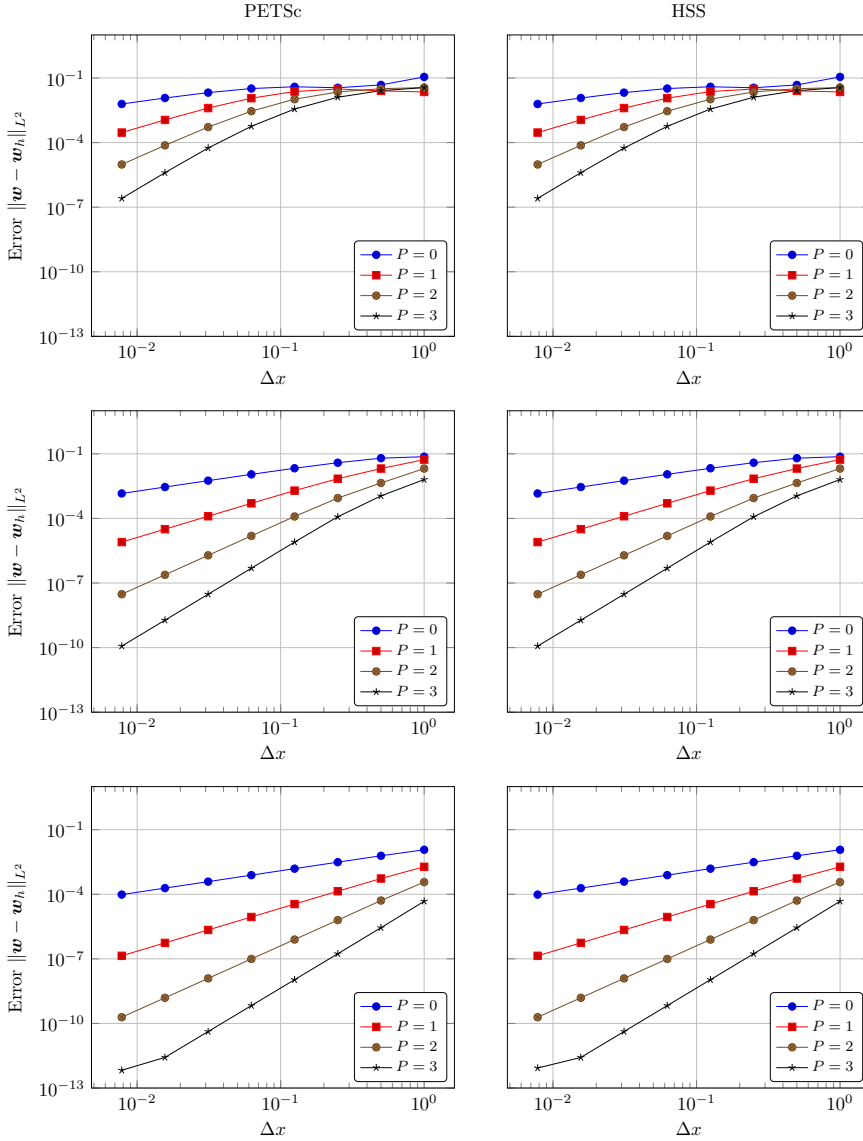 PETSc
HSS
Error ‖w − w_h‖_{L^2}
10^{-1}
10^{-4}
10^{-7}
10^{-10}
10^{-13}
P = 0
P = 1
P = 2
P = 3
10^{-2}
10^{-1}
10^{0}
Δx
P = 0
P = 1
P = 2
P = 3
10^{-2}
10^{-1}
10^{0}
Δx
Error ‖w − w_h‖_{L^2}
10^{-1}
10^{-4}
10^{-7}
10^{-10}
10^{-13}
P = 0
P = 1
P = 2
P = 3
10^{-2}
10^{-1}
10^{0}
Δx
P = 0
P = 1
P = 2
P = 3
10^{-2}
10^{-1}
10^{0}
Δx
Error ‖w − w_h‖_{L^2}
10^{-1}
10^{-4}
10^{-7}
10^{-10}
10^{-13}
P = 0
P = 1
P = 2
P = 3
10^{-2}
10^{-1}
10^{0}
Δx
P = 0
P = 1
P = 2
P = 3
10^{-2}
10^{-1}
10^{0}
Δx